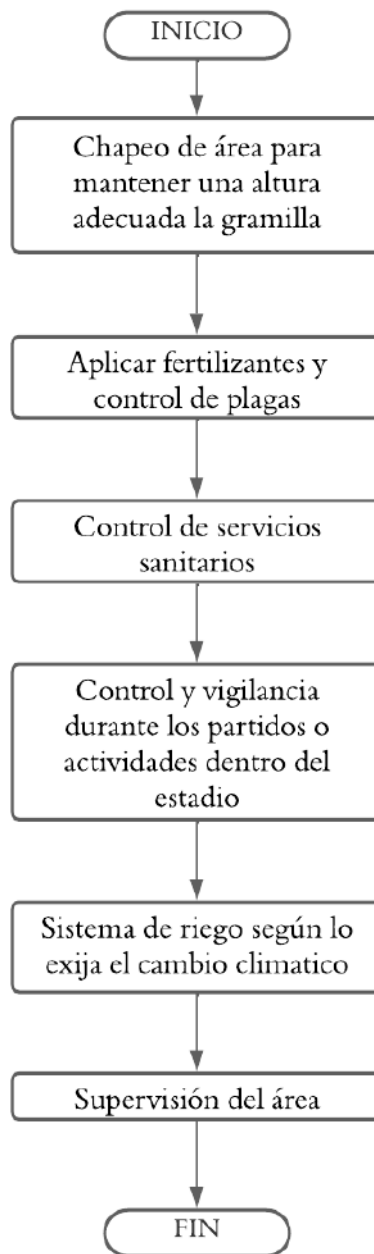 INICIO
Chapeo de área para
mantener una altura
adecuada la gramilla
Aplicar fertilizantes y
control de plagas
Control de servicios
sanitarios
Control y vigilancia
durante los partidos o
actividades dentro del
estadio
Sistema de riego según lo
exija el cambio climatico
Supervisión del área
FIN